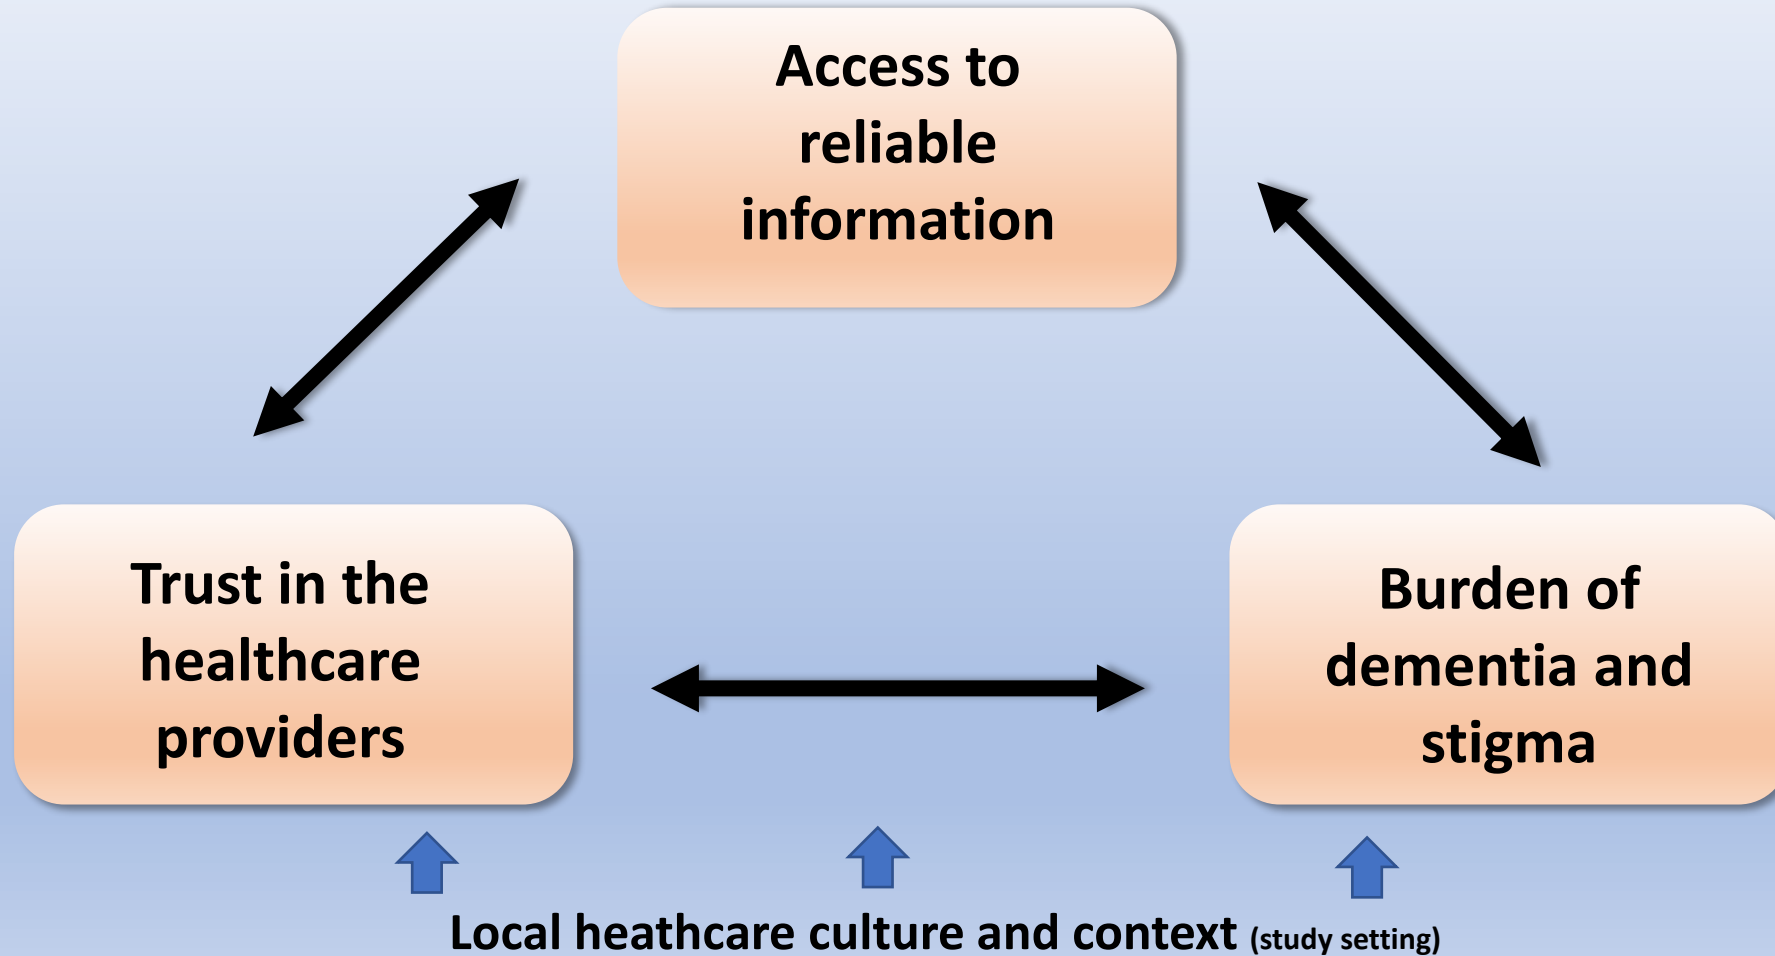 Access to
reliable
information
Trust in the
healthcare
providers
Burden of
dementia and
stigma
Local heathcare culture and context (study setting)